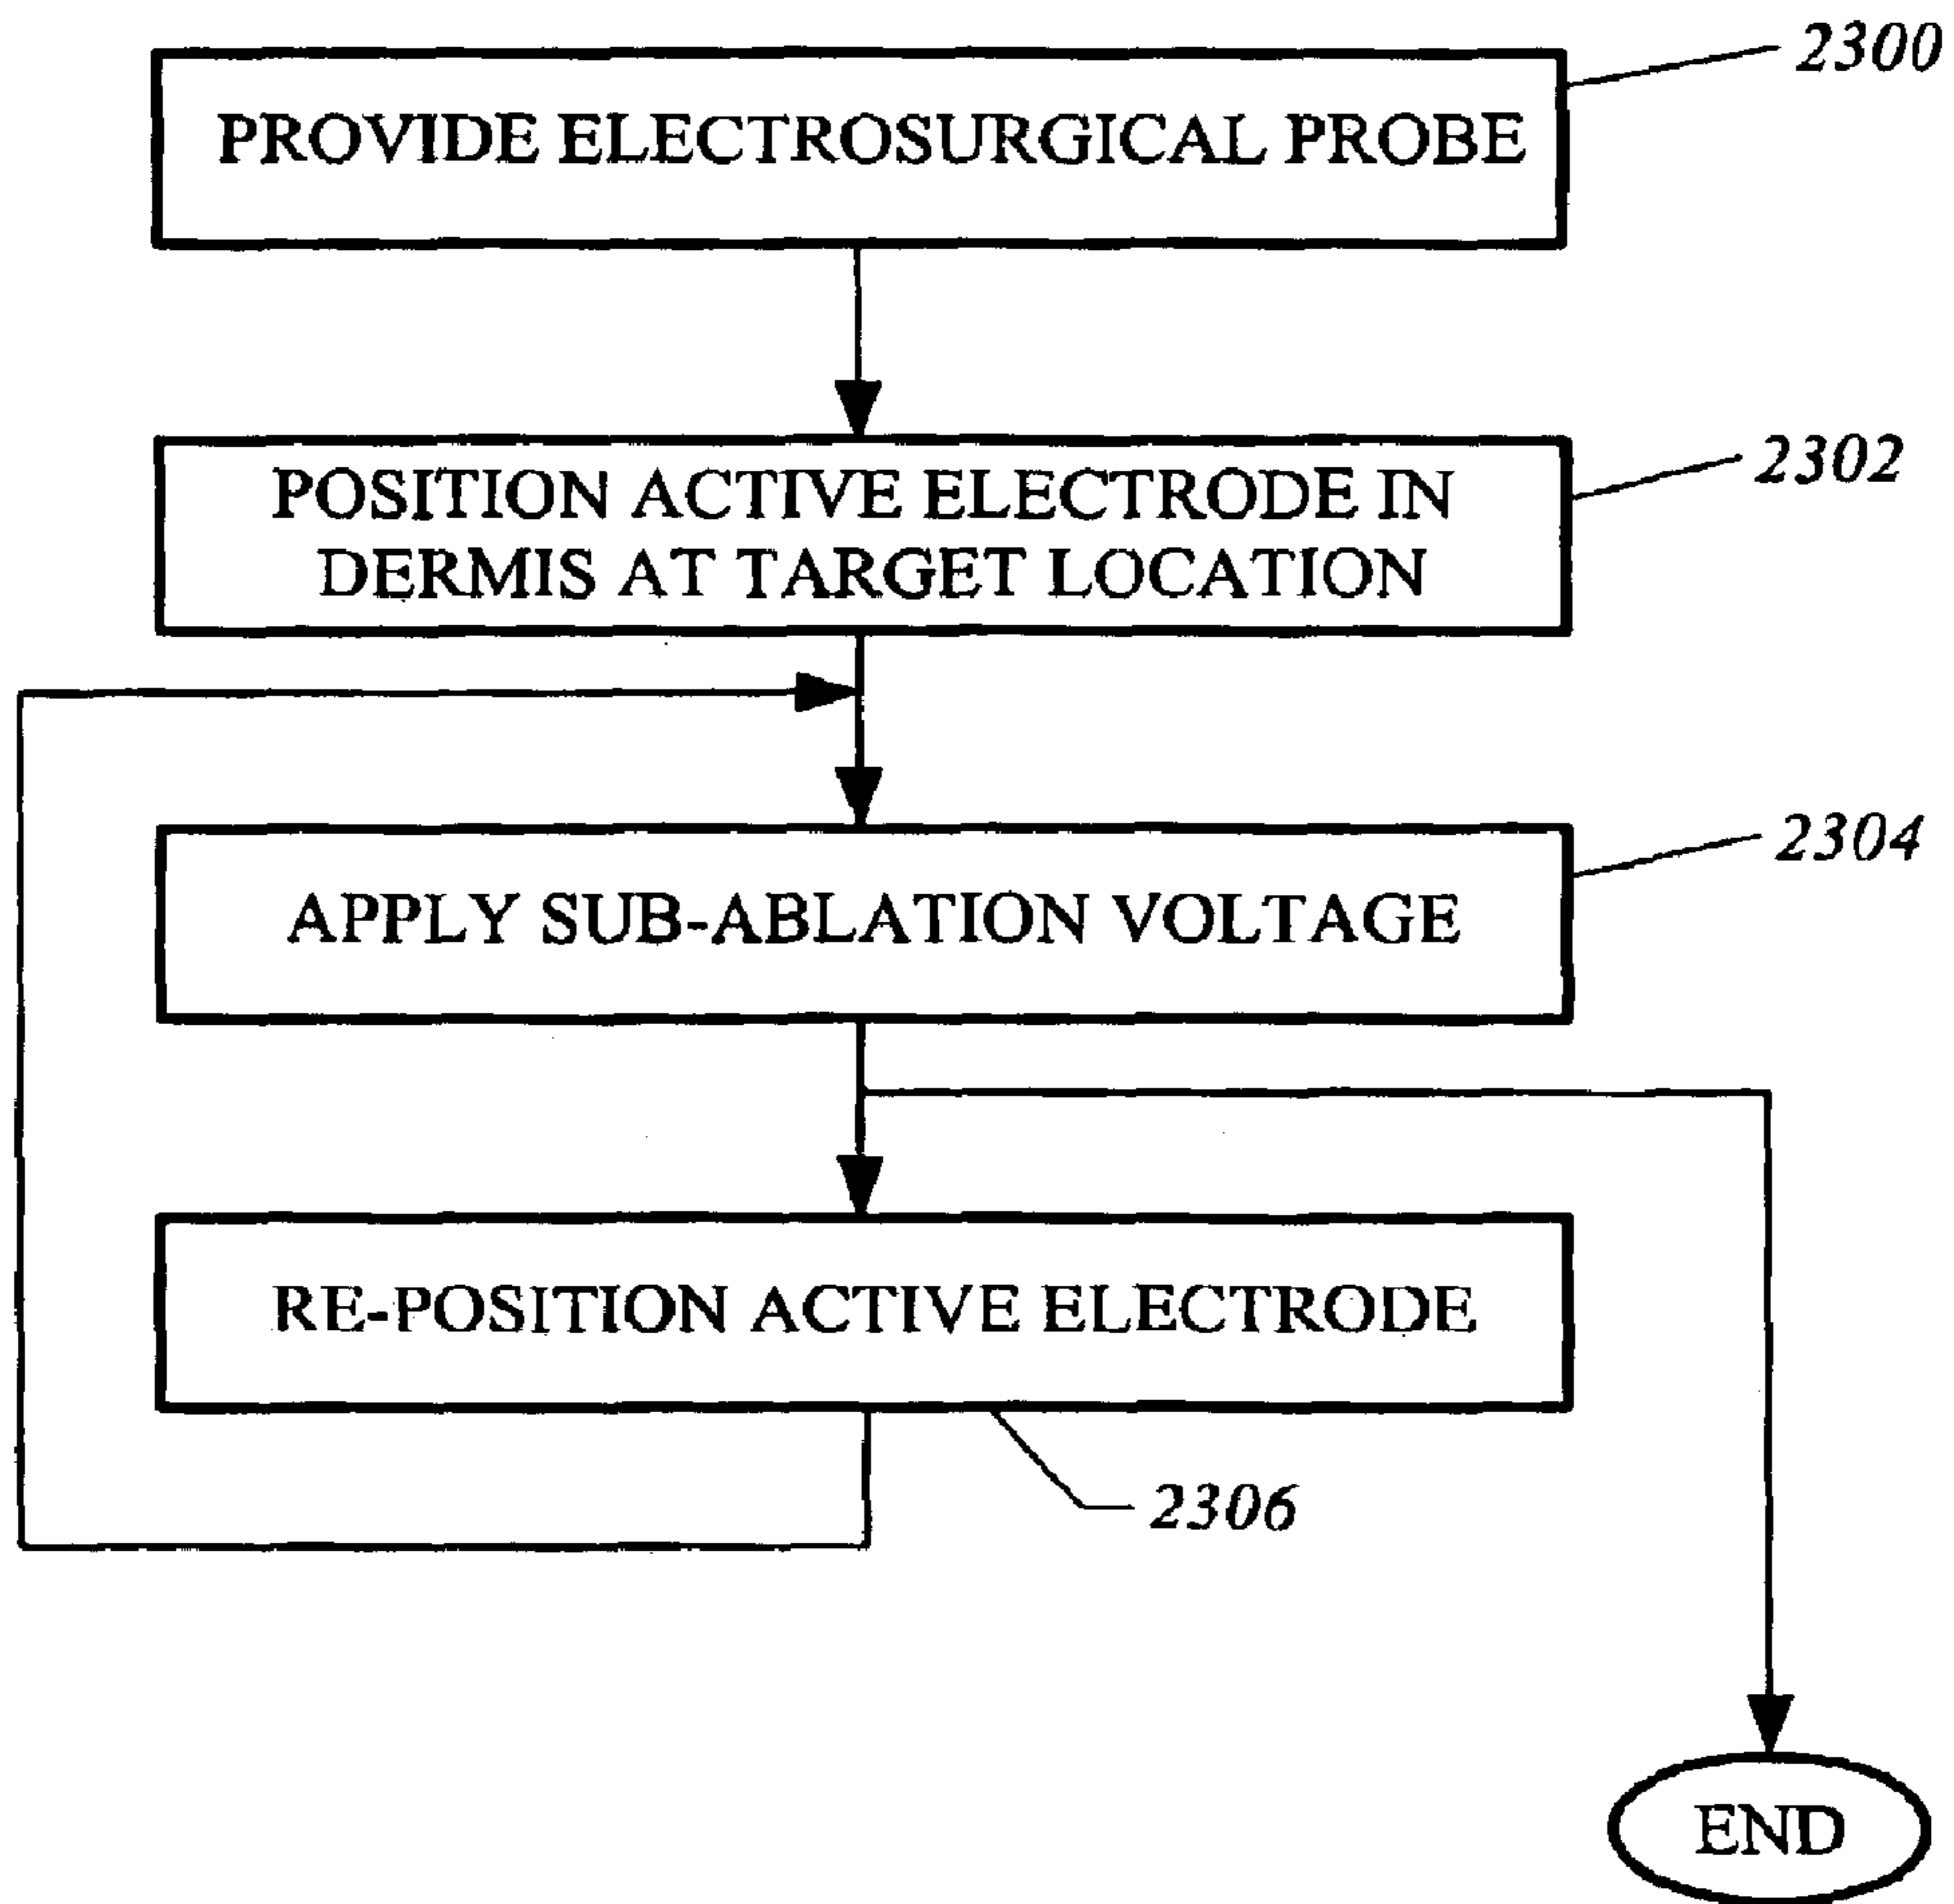 2300
PROVIDE ELECTROSURGICAL PROBE
2302
POSITION ACTIVE ELECTRODE IN
DERMIS AT TARGET LOCATION
2304
APPLY SUB-ABLATION VOLTAGE
RE-POSITION ACTIVE ELECTRODE
2306
END